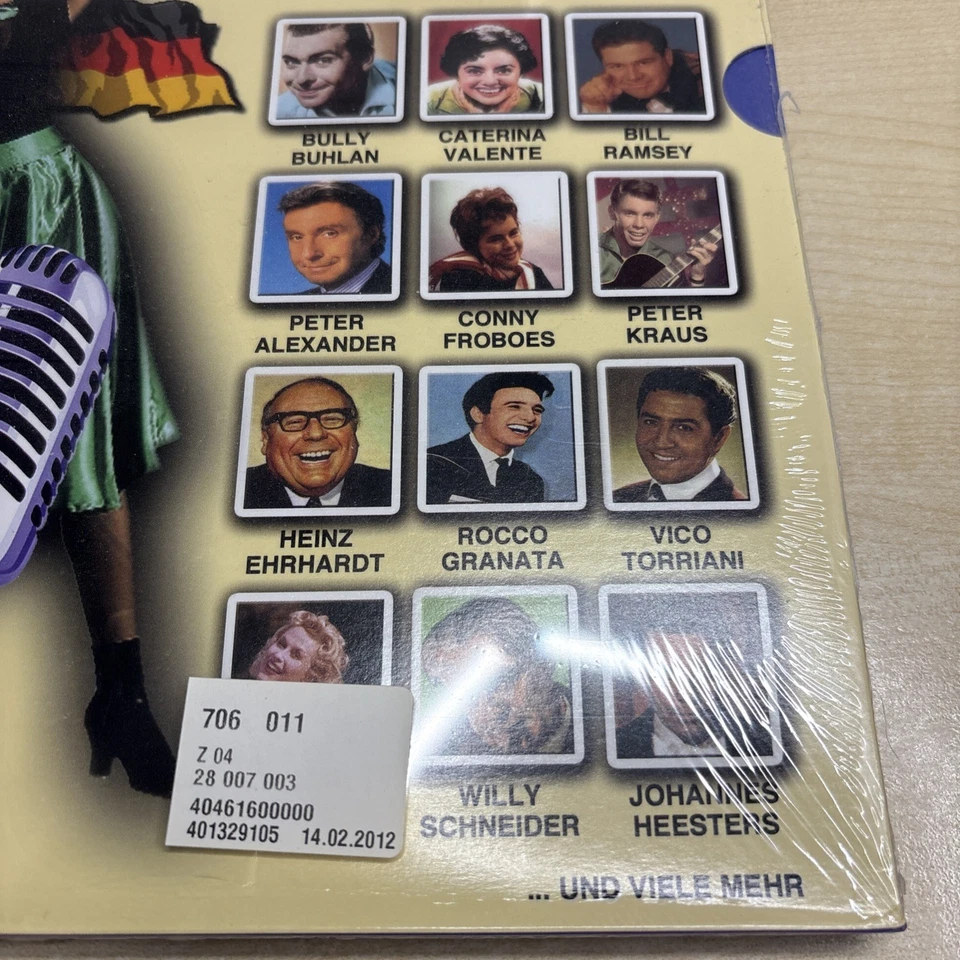 BULLY
BUHLAN
CATERINA
VALENTE
BILL
RAMSEY
PETER
ALEXANDER
CONNY
FROBOES
PETER
KRAUS
HEINZ
EHRHARDT
ROCCO
GRANATA
VICO
TORRIANI
WILLY
SCHNEIDER
JOHANNES
HEESTERS
706 011
Z 04
28 007 003
40461600000
401329105 14.02.2012
... UND VIELE MEHR